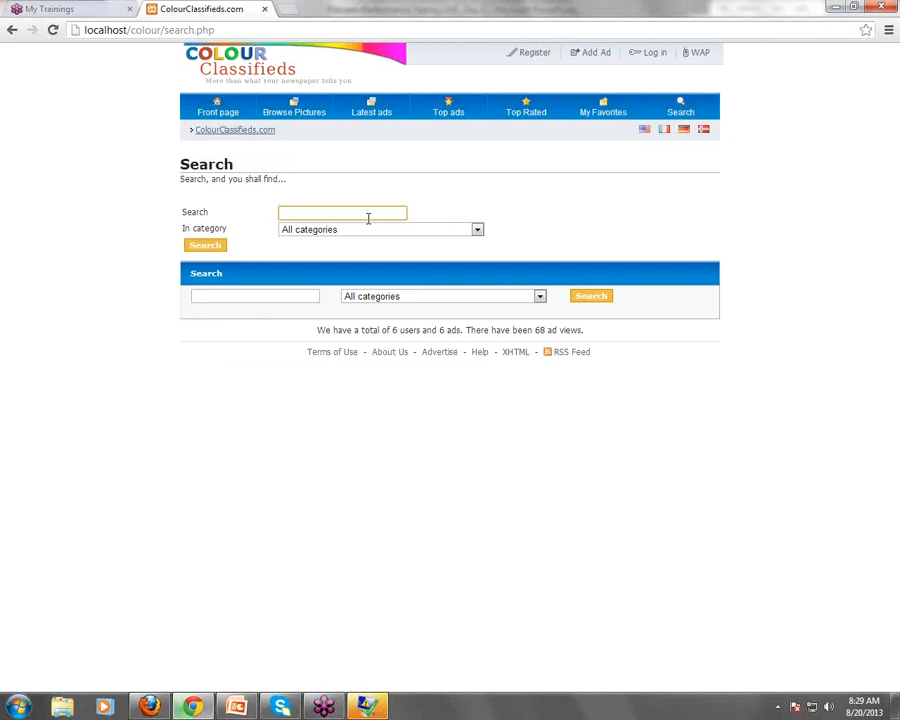 My Trainings
ColourClassifieds.com
localhost/colour/search.php
COLOUR
Classifieds
More than what your newspaper tells you
Register
Add Ad
Log in
WAP
Front page
Browse Pictures
Latest ads
Top ads
Top Rated
My Favorites
Search
ColourClassifieds.com
Search
Search, and you shall find...
Search
In category
All categories
Search
Search
All categories
Search
We have a total of 6 users and 6 ads. There have been 68 ad views.
Terms of Use - About Us - Advertise - Help - XHTML - RSS Feed
8:29 AM
8/20/2013